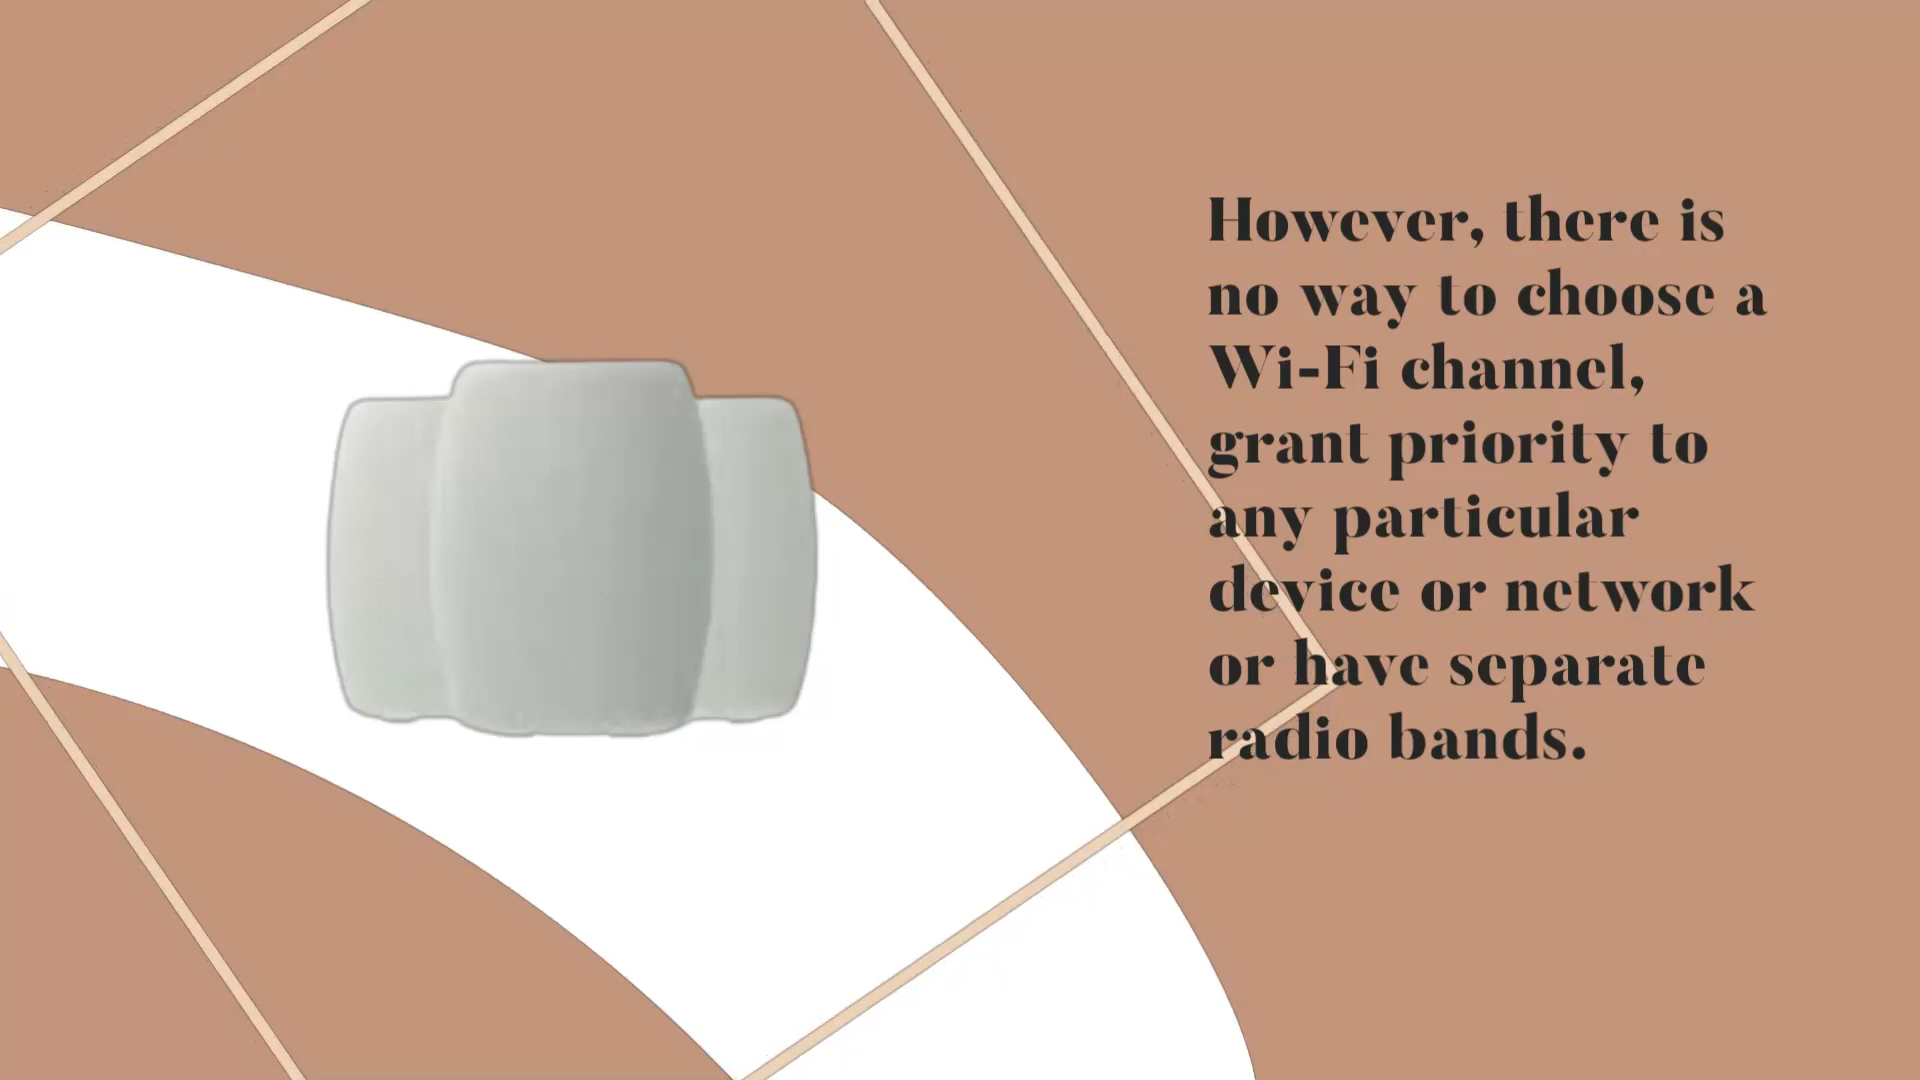 However, there is
no way to choose a
Wi-Fi channel,
grant priority to
any particular
device or network
or have separate
radio bands.